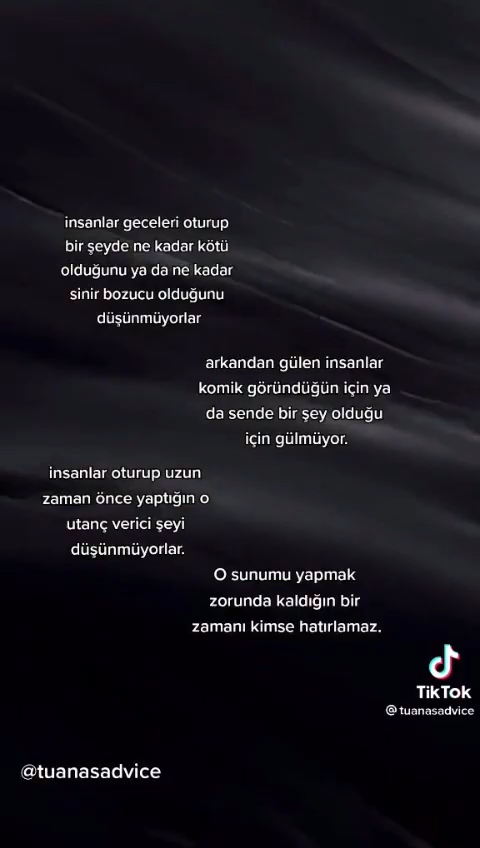 insanlar geceleri oturup
bir şeyde ne kadar kötü
olduğunu ya da ne kadar
sinir bozucu olduğunu
düşünmüyorlar
arkandan gülen insanlar
komik göründüğün için ya
da sende bir şey olduğu
için gülmüyor.
insanlar oturup uzun
zaman önce yaptığın o
utanç verici şeyi
düşünmüyorlar.
O sunumu yapmak
zorunda kaldığın bir
zamanı kimse hatırlamaz.
TikTok
@tuanasadvice
@tuanasadvice